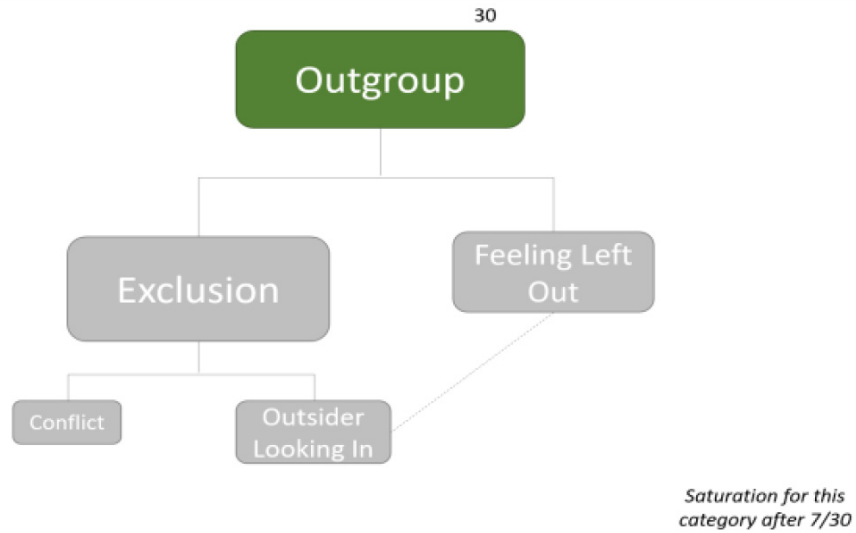 30
Outgroup
Exclusion
Feeling Left
Out
Conflict
Outsider
Looking In
Saturation for this
category after 7/30